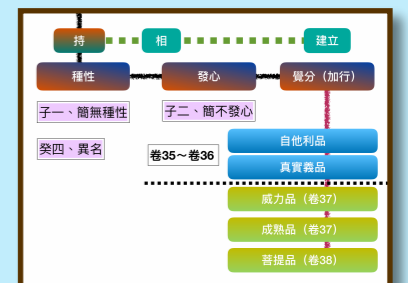 持 相 建立
種性 發心 覺分（加行）
子一、簡無種性 子二、簡不發心
自他利品
癸四、異名 卷35～卷36
真實義品
威力品（卷37）
成熟品（卷37）
菩提品（卷38）